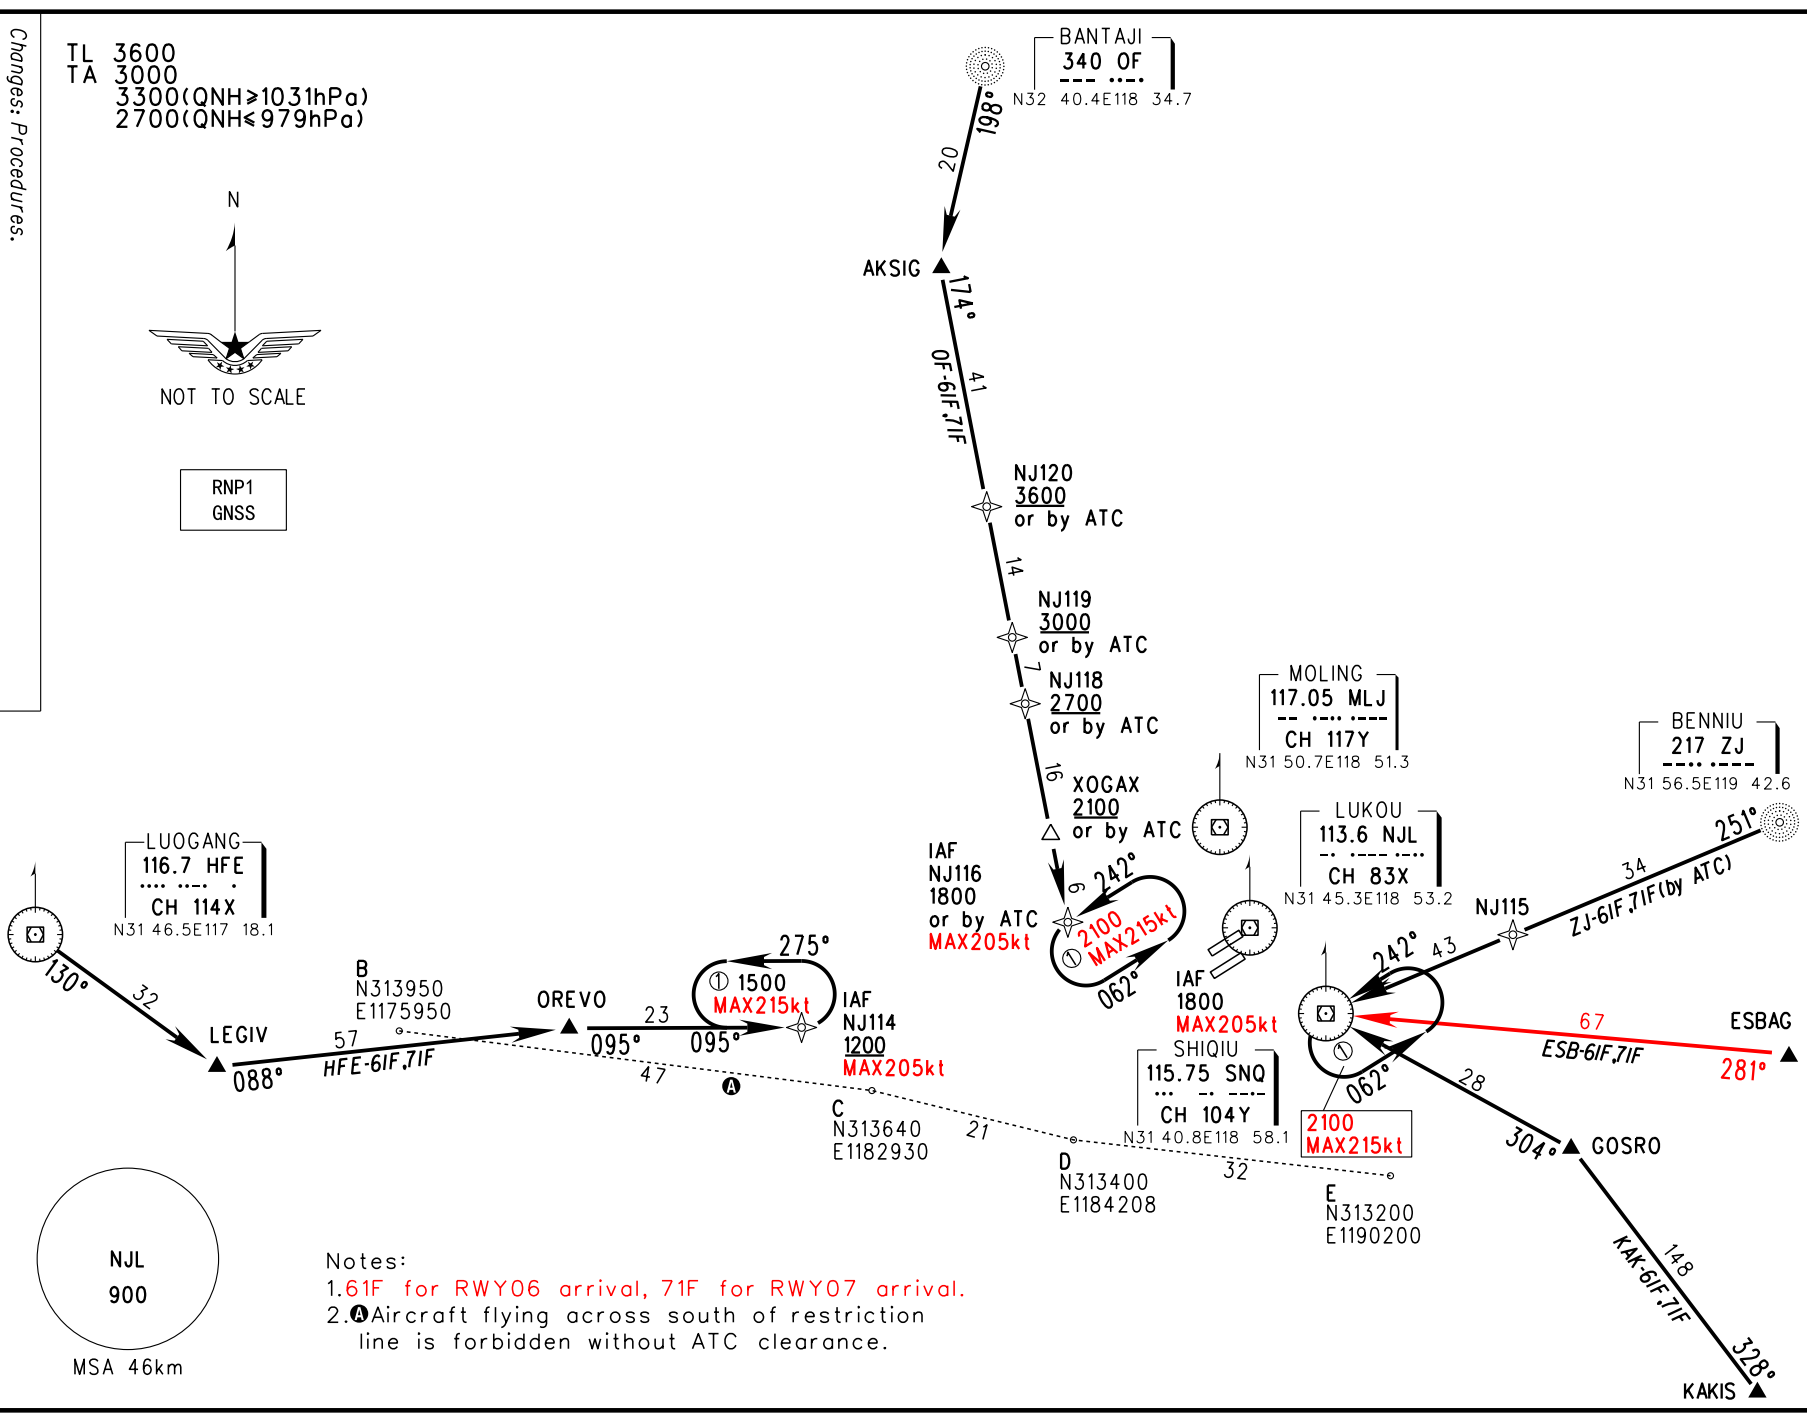 Changes: Procedures.
TL 3600
TA 3000
3300(QNH≥1031hPa)
2700(QNH≤979hPa)
N
NOT TO SCALE
RNP1
GNSS
BANTAJI
340 OF
N32 40.4E118 34.7
198°
20
AKSIG
174°
41
OF-61F,71F
NJ120
3600
or by ATC
14
NJ119
3000
or by ATC
7
NJ118
2700
or by ATC
16
XOGAX
2100
or by ATC
6
IAF
NJ116
1800
or by ATC
MAX205kt
242°
① 2100
MAX215kt
062°
MOLING
117.05 MLJ
CH 117Y
N31 50.7E118 51.3
LUKOU
113.6 NJL
CH 83X
N31 45.3E118 53.2
BENNIU
217 ZJ
N31 56.5E119 42.6
251°
34
ZJ-61F,71F(by ATC)
NJ115
43
242°
IAF
1800
MAX205kt
①
062°
2100
MAX215kt
SHIQIU
115.75 SNQ
CH 104Y
N31 40.8E118 58.1
67
ESB-61F,71F
ESBAG
281°
28
304°
GOSRO
148
KAK-61F,71F
328°
KAKIS
LUOGANG
116.7 HFE
CH 114X
N31 46.5E117 18.1
130°
32
LEGIV
088°
57
HFE-61F,71F
B
N313950
E1175950
OREVO
095°
23
095°
275°
① 1500
MAX215kt
IAF
NJ114
1200
MAX205kt
47
A
C
N313640
E1182930
21
D
N313400
E1184208
32
E
N313200
E1190200
NJL
900
MSA 46km
Notes:
1.61F for RWY06 arrival, 71F for RWY07 arrival.
2.AAircraft flying across south of restriction
line is forbidden without ATC clearance.